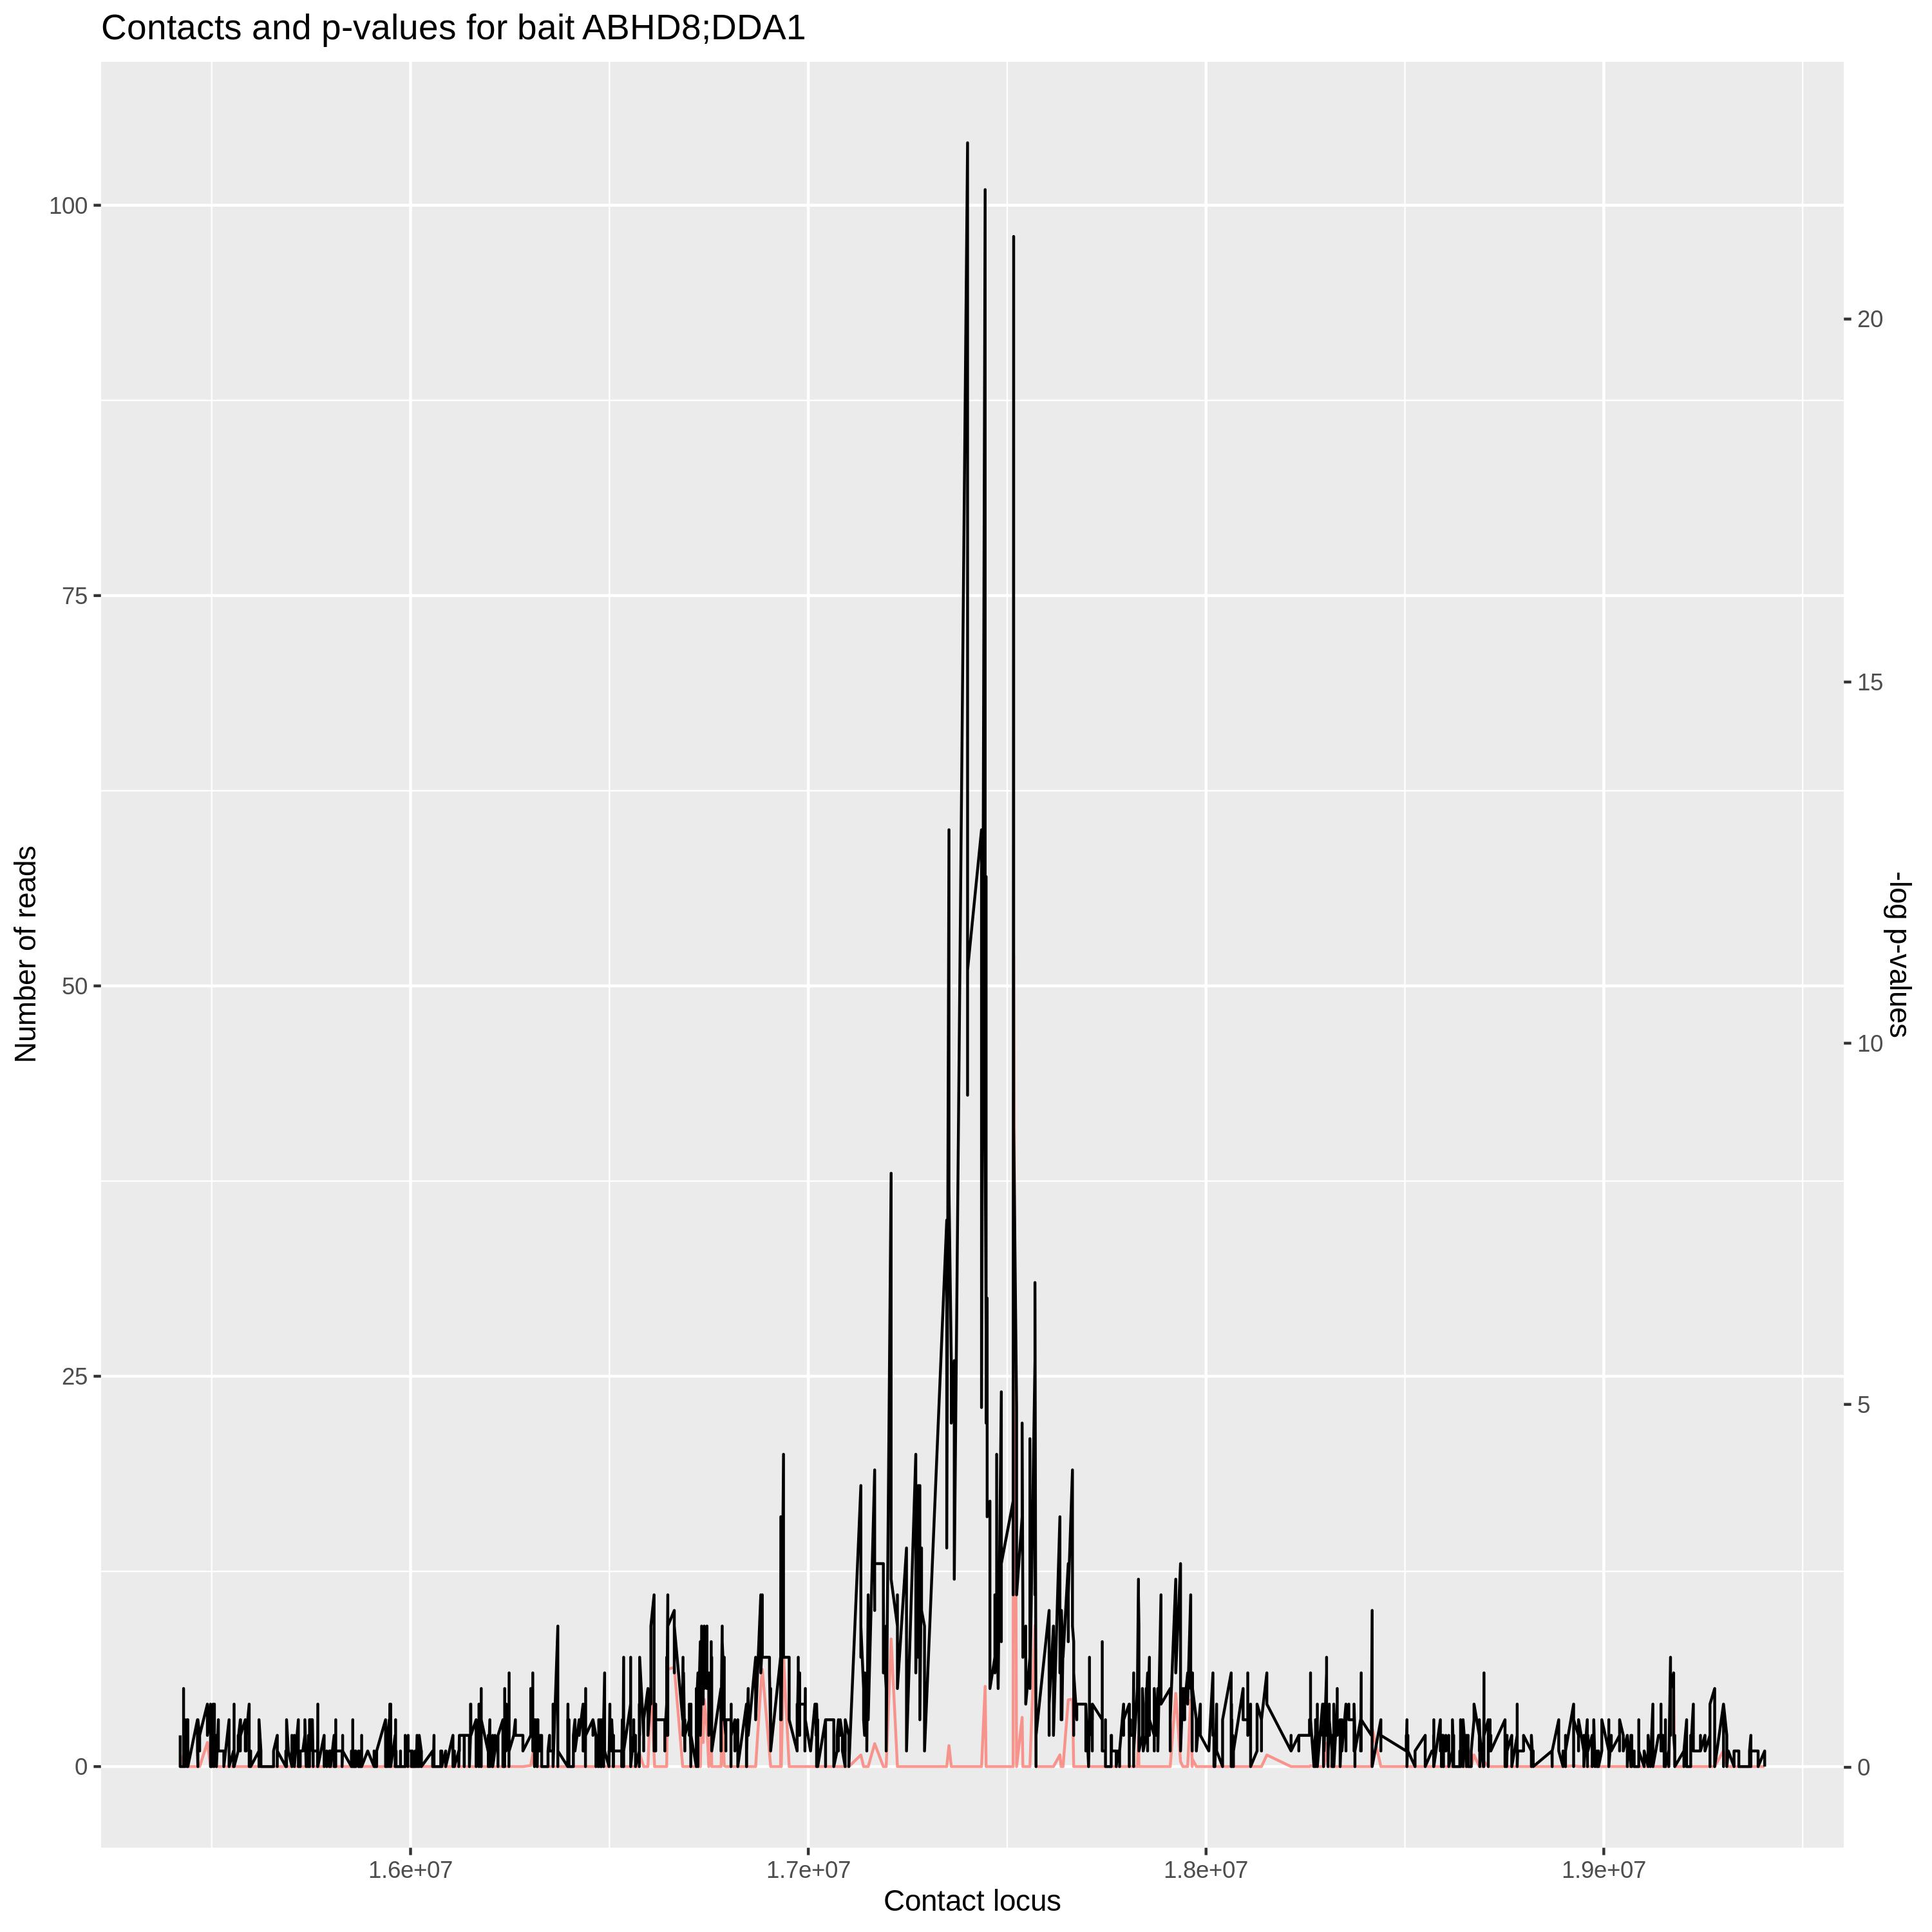 Contacts and p-values for bait ABHD8;DDA1
100
75
50
25
0
Number of reads
20
15
10
5
0
-log p-values
1.6e+07
1.7e+07
1.8e+07
1.9e+07
Contact locus